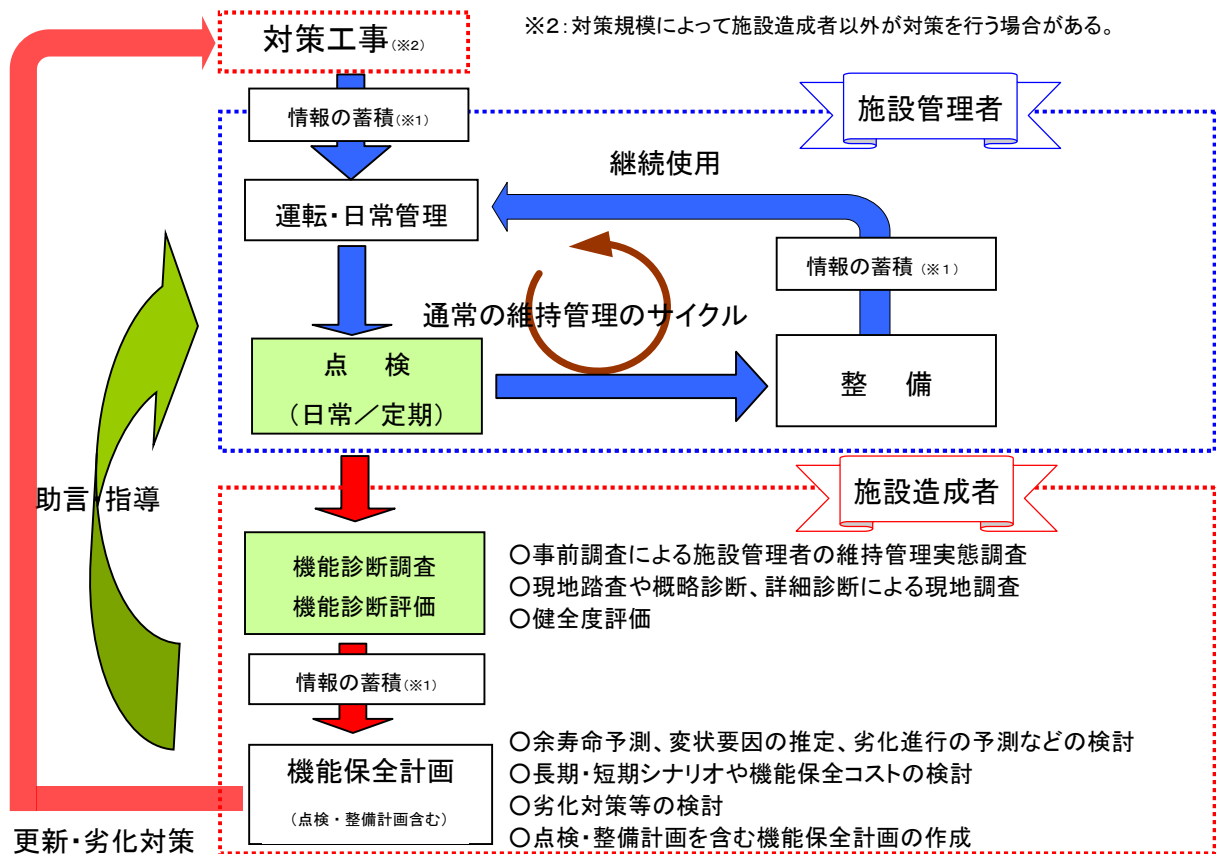 対策工事(※2)
※2：対策規模によって施設造成者以外が対策を行う場合がある。
情報の蓄積(※1)
施設管理者
継続使用
運転・日常管理
情報の蓄積（※1）
通常の維持管理のサイクル
点　検
（日常／定期）
整　備
助言・指導
施設造成者
機能診断調査
機能診断評価
○事前調査による施設管理者の維持管理実態調査
○現地踏査や概略診断、詳細診断による現地調査
○健全度評価
情報の蓄積(※1)
機能保全計画
（点検・整備計画含む）
○余寿命予測、変状要因の推定、劣化進行の予測などの検討
○長期・短期シナリオや機能保全コストの検討
○劣化対策等の検討
○点検・整備計画を含む機能保全計画の作成
更新・劣化対策